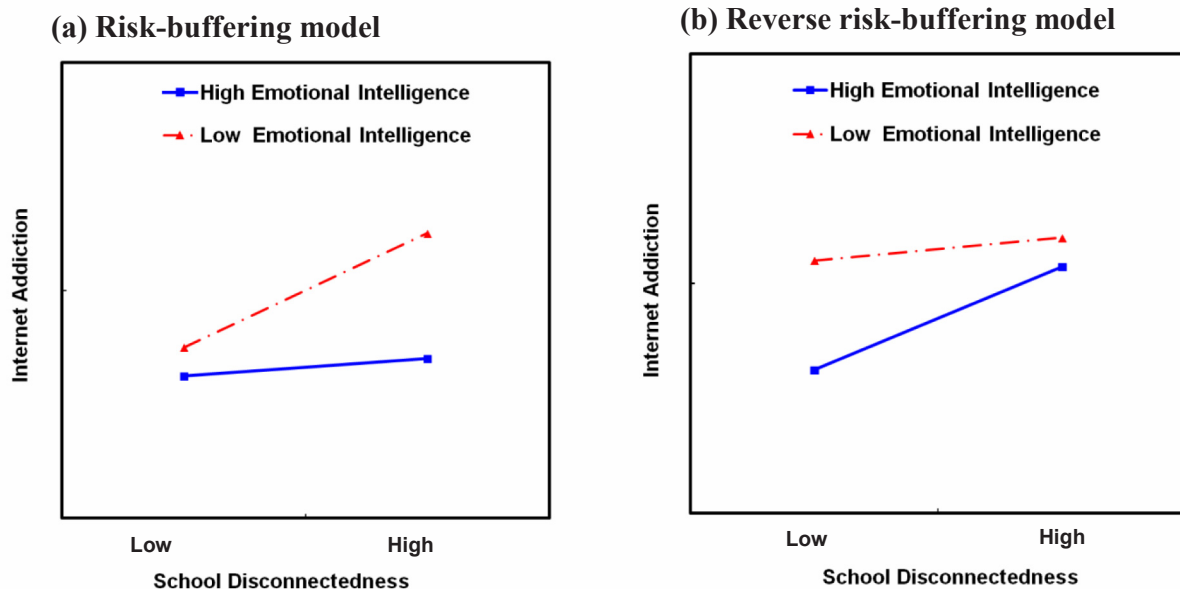 (a) Risk-buffering model
High Emotional Intelligence
Low Emotional Intelligence
Internet Addiction
Low High
School Disconnectedness
(b) Reverse risk-buffering model
High Emotional Intelligence
Low Emotional Intelligence
Internet Addiction
Low High
School Disconnectedness